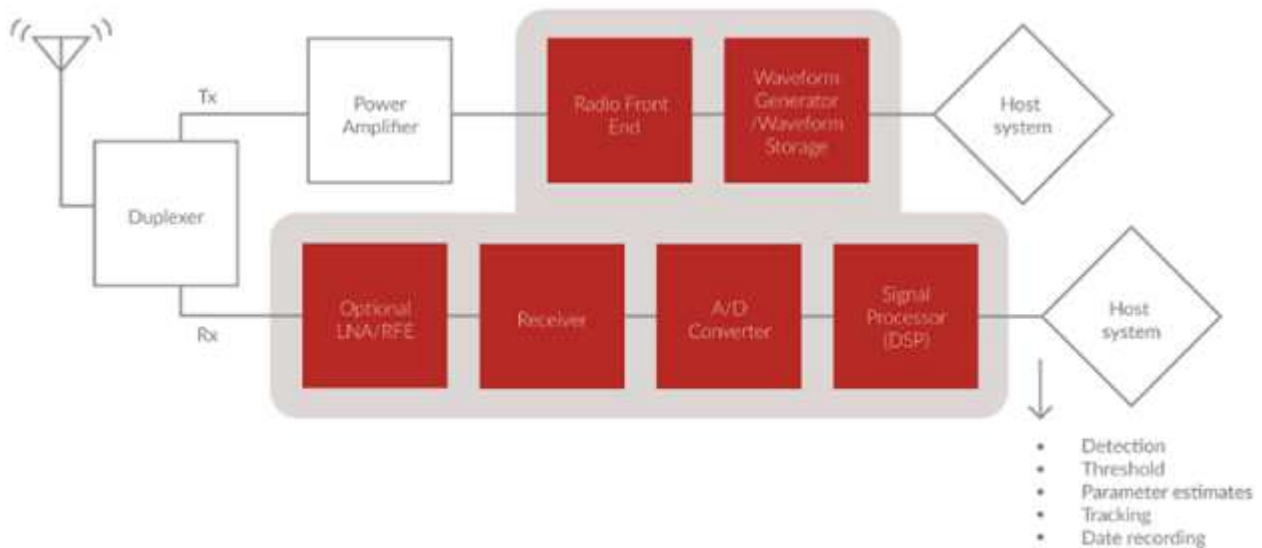 Tx
Power
Amplifier
Radio Front
End
Waveform
Generator
/Waveform
Storage
Host
system
Duplexer
Rx
Optional
LNA/RFE
Receiver
A/D
Converter
Signal
Processor
(DSP)
Host
system
• Detection
• Threshold
• Parameter estimates
• Tracking
• Date recording